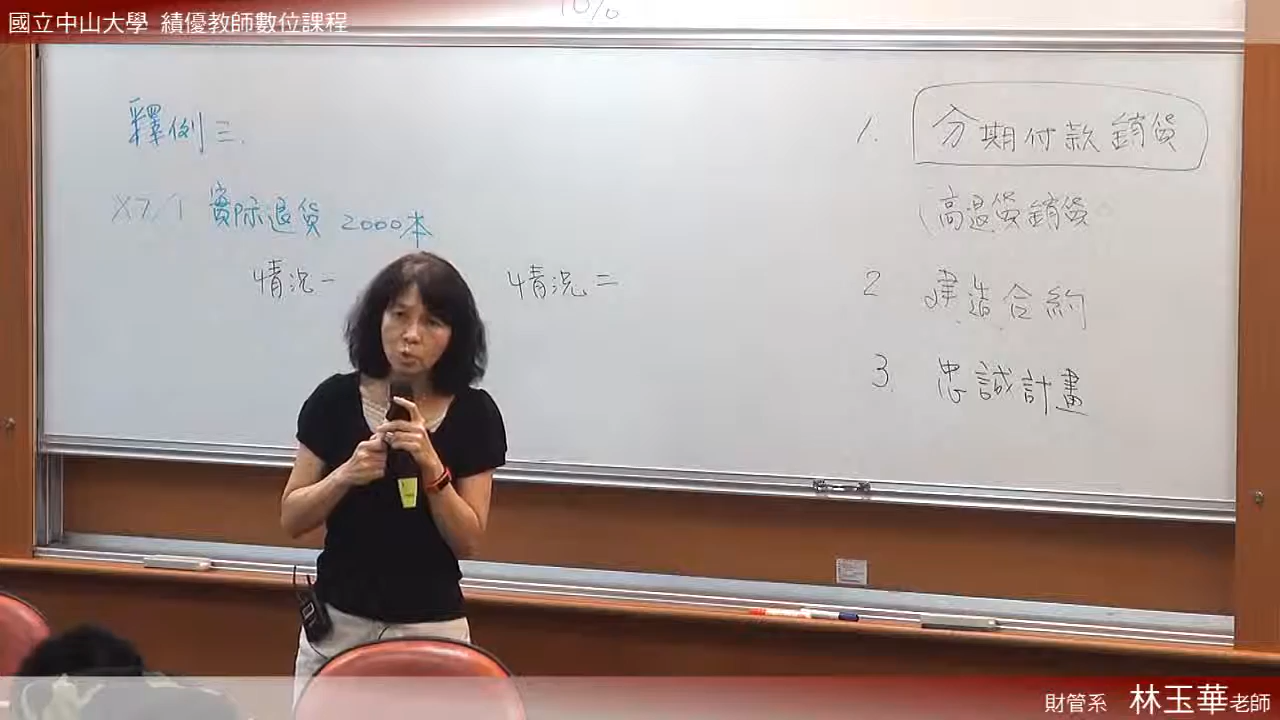 國立中山大學 績優教師數位課程
10%
釋例三.
X7/1 實際退貨 2000本
情況一 情況二
1. 分期付款銷貨
(高退貨銷貨
2 建造合約
3. 忠誠計畫
財管系 林玉華老師